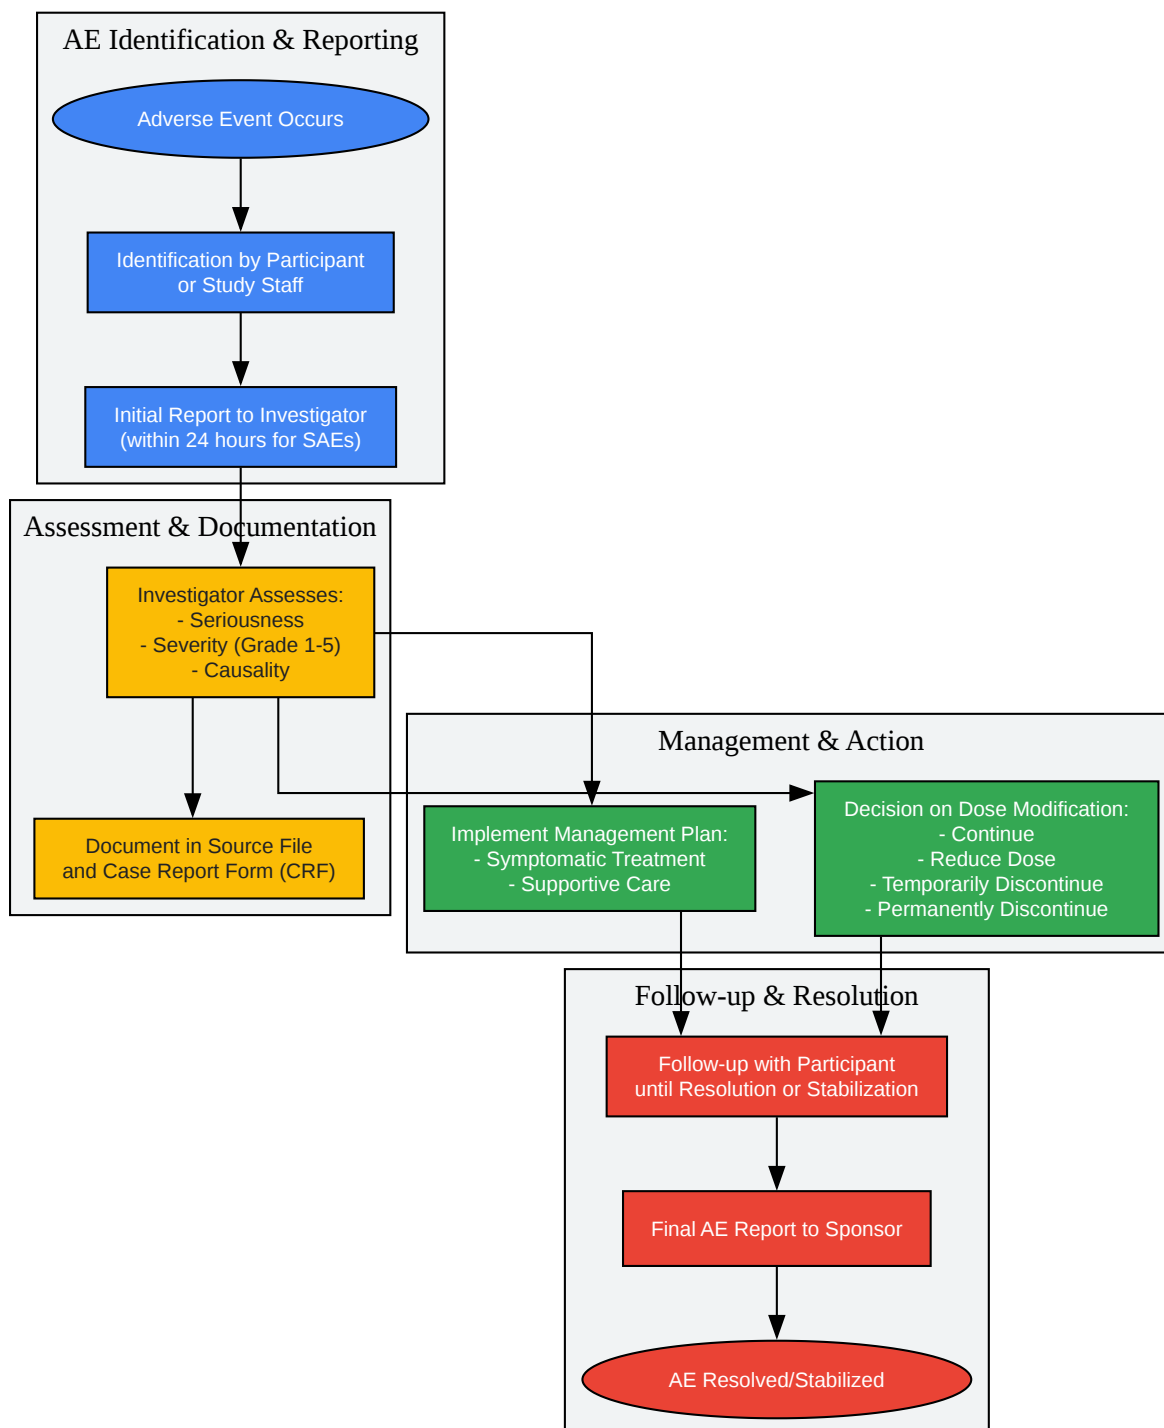 AE Identification & Reporting
Adverse Event Occurs
Identification by Participant
or Study Staff
Initial Report to Investigator
(within 24 hours for SAEs)
Assessment & Documentation
Investigator Assesses:
- Seriousness
- Severity (Grade 1-5)
- Causality
Document in Source File
and Case Report Form (CRF)
Management & Action
Implement Management Plan:
- Symptomatic Treatment
- Supportive Care
Decision on Dose Modification:
- Continue
- Reduce Dose
- Temporarily Discontinue
- Permanently Discontinue
Follow-up & Resolution
Follow-up with Participant
until Resolution or Stabilization
Final AE Report to Sponsor
AE Resolved/Stabilized